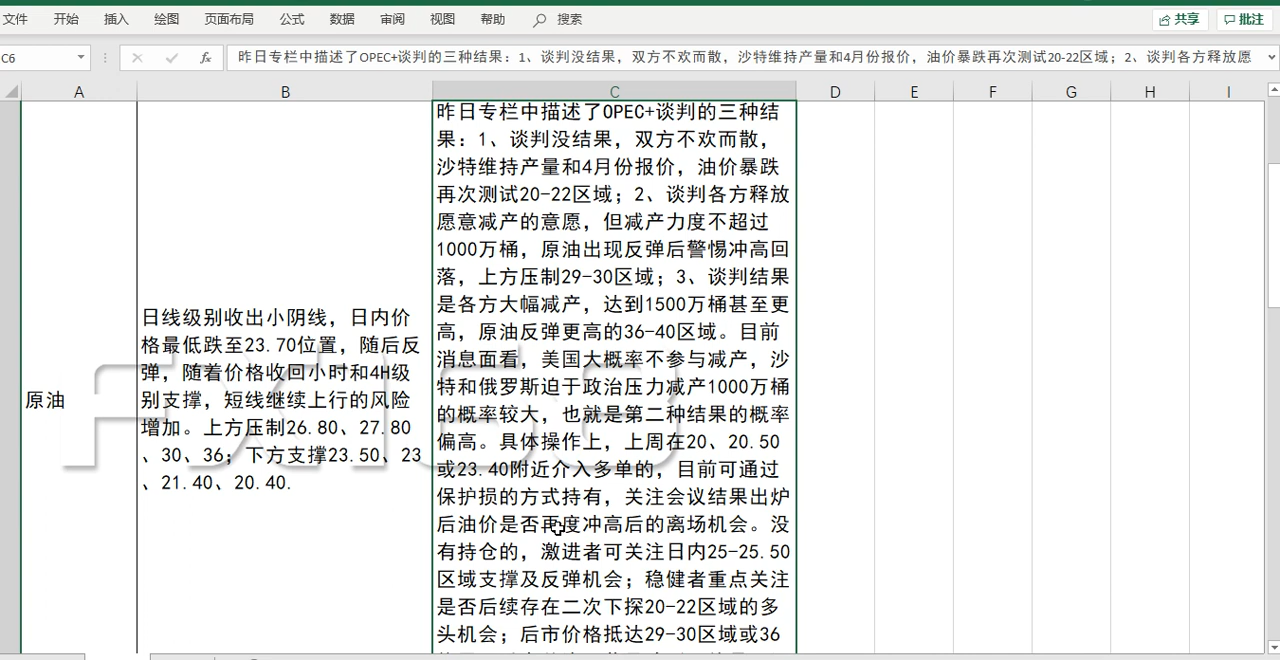 文件 开始 插入 绘图 页面布局 公式 数据 审阅 视图 帮助 搜索 共享 批注
C6 fx 昨日专栏中描述了OPEC+谈判的三种结果：1、谈判没结果，双方不欢而散，沙特维持产量和4月份报价，油价暴跌再次测试20-22区域；2、谈判各方释放愿
A B C D E F G H I
原油
日线级别收出小阴线，日内价
格最低跌至23.70位置，随后反
弹，随着价格收回小时和4H级
别支撑，短线继续上行的风险
增加。上方压制26.80、27.80
、30、36；下方支撑23.50、23
、21.40、20.40.
昨日专栏中描述了OPEC+谈判的三种结
果：1、谈判没结果，双方不欢而散，
沙特维持产量和4月份报价，油价暴跌
再次测试20-22区域；2、谈判各方释放
愿意减产的意愿，但减产力度不超过
1000万桶，原油出现反弹后警惕冲高回
落，上方压制29-30区域；3、谈判结果
是各方大幅减产，达到1500万桶甚至更
高，原油反弹更高的36-40区域。目前
消息面看，美国大概率不参与减产，沙
特和俄罗斯迫于政治压力减产1000万桶
的概率较大，也就是第二种结果的概率
偏高。具体操作上，上周在20、20.50
或23.40附近介入多单的，目前可通过
保护损的方式持有，关注会议结果出炉
后油价是否再度冲高后的离场机会。没
有持仓的，激进者可关注日内25-25.50
区域支撑及反弹机会；稳健者重点关注
是否后续存在二次下探20-22区域的多
头机会；后市价格抵达29-30区域或36